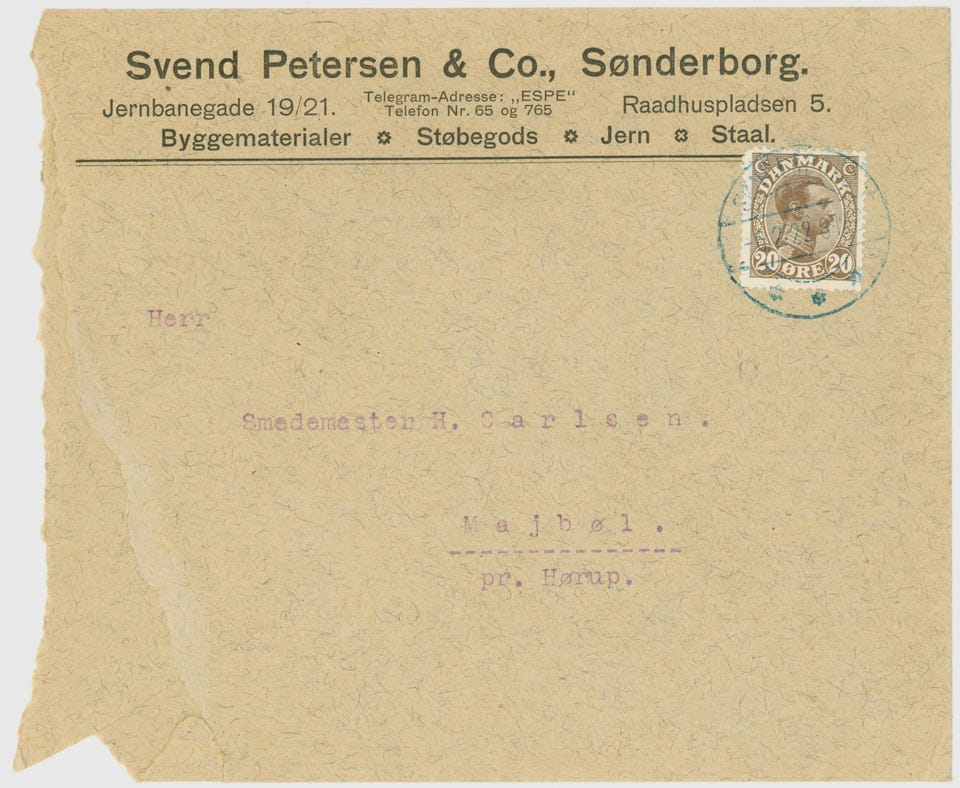 Svend Petersen & Co., Sønderborg.
Jernbanegade 19/21.
Telegram-Adresse: „ESPE“
Telefon Nr. 65 og 765
Raadhuspladsen 5.
Byggematerialer Støbegods Jern Staal.
DANMARK
20 ØRE 20
Herr
Smedemester H. Carlsen.
Majbøl.
pr. Hørup.